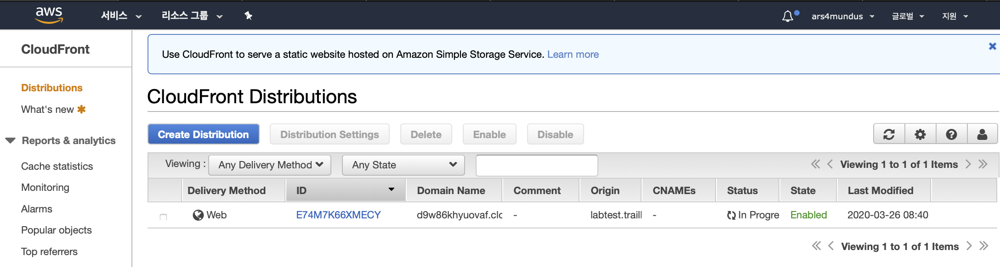 aws 서비스 리소스 그룹 ars4mundus 글로벌 지원
CloudFront
Distributions
What's new
Reports & analytics
Cache statistics
Monitoring
Alarms
Popular objects
Top referrers
Use CloudFront to serve a static website hosted on Amazon Simple Storage Service. Learn more
CloudFront Distributions
Create Distribution Distribution Settings Delete Enable Disable
Viewing : Any Delivery Method Any State Viewing 1 to 1 of 1 Items
Delivery Method ID Domain Name Comment Origin CNAMEs Status State Last Modified
Web E74M7K66XMECY d9w86khyuovaf.clc - labtest.traill - In Progre Enabled 2020-03-26 08:40
Viewing 1 to 1 of 1 Items